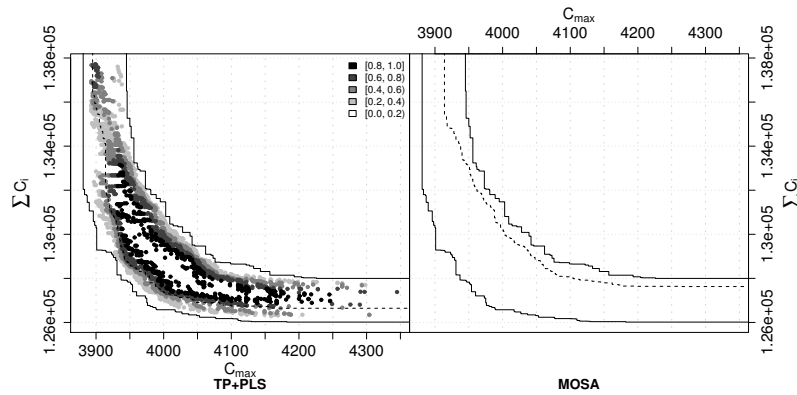 C_max
3900 4000 4100 4200 4300
[0.8, 1.0]
[0.6, 0.8)
[0.4, 0.6)
[0.2, 0.4)
[0.0, 0.2)
∑ C_i
1.26e+05 1.3e+05 1.34e+05 1.38e+05
1.26e+05 1.3e+05 1.34e+05 1.38e+05
∑ C_i
3900 4000 4100 4200 4300
C_max
TP+PLS
MOSA